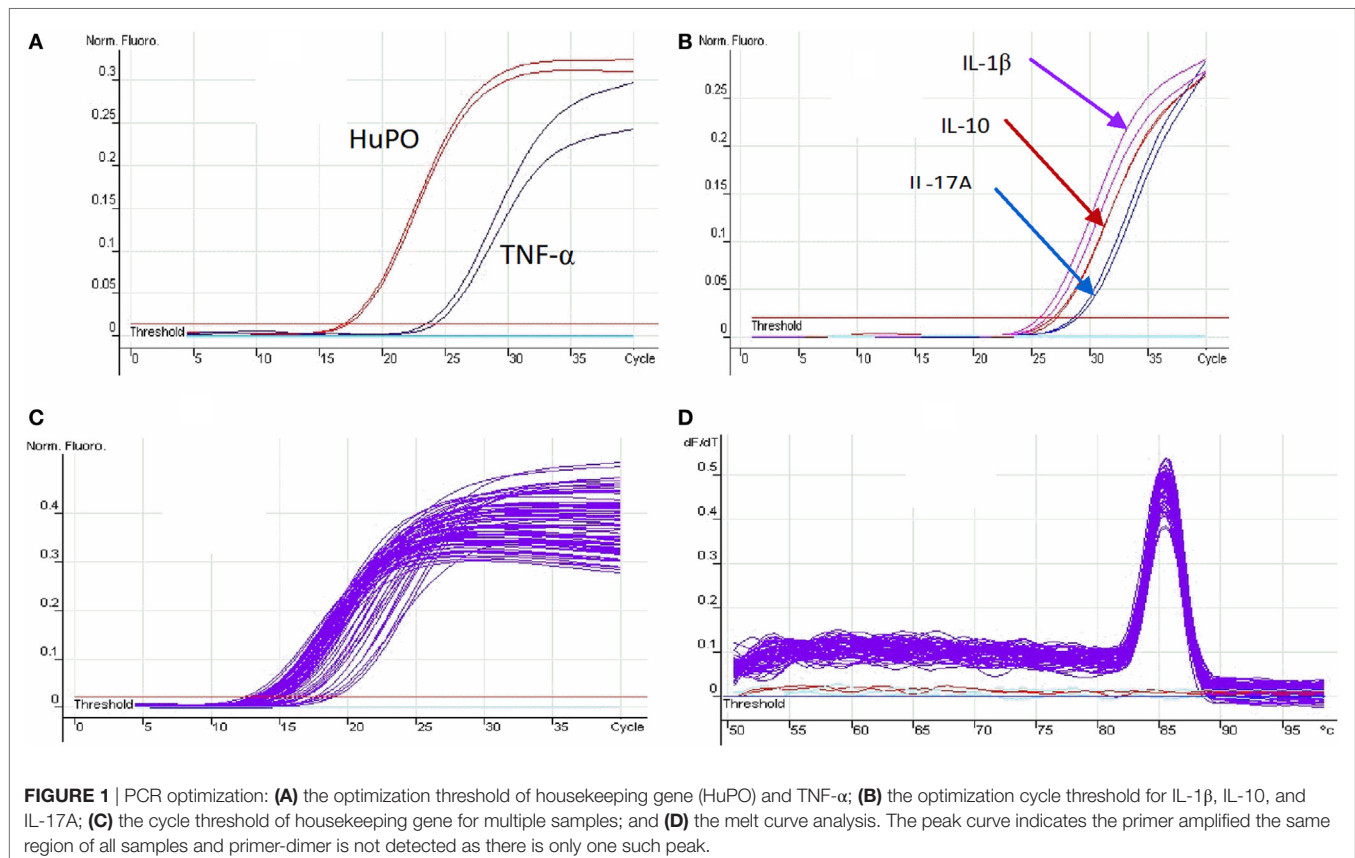 A
Norm. Fluoro.
0.3
0.25
0.2
0.15
0.1
0.05
0
HuPO
TNF-α
Threshold
0 5 10 15 20 25 30 35 Cycle
B
Norm. Fluoro.
0.25
0.20
0.15
0.10
0.05
0
IL-1β
IL-10
IL-17A
Threshold
0 5 10 15 20 25 30 35 Cycle
C
Norm. Fluoro.
0.4
0.3
0.2
0.1
0
Threshold
0 5 10 15 20 25 30 35 Cycle
D
dF/dT
0.5
0.4
0.3
0.2
0.1
0
Threshold
50 55 60 65 70 75 80 85 90 95 °c
FIGURE 1 | PCR optimization: (A) the optimization threshold of housekeeping gene (HuPO) and TNF-α; (B) the optimization cycle threshold for IL-1β, IL-10, and
IL-17A; (C) the cycle threshold of housekeeping gene for multiple samples; and (D) the melt curve analysis. The peak curve indicates the primer amplified the same
region of all samples and primer-dimer is not detected as there is only one such peak.